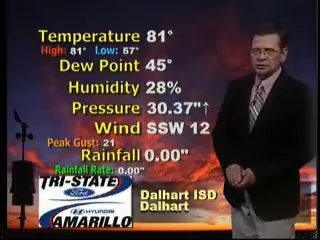 Temperature 81°
High: 81° Low: 57°
Dew Point 45°
Humidity 28%
Pressure 30.37"↑
Wind SSW 12
Peak Gust: 21
Rainfall 0.00"
Rainfall Rate: 0.00"
TRI-STATE
Ford
HYUNDAI
AMARILLO
Dalhart ISD
Dalhart